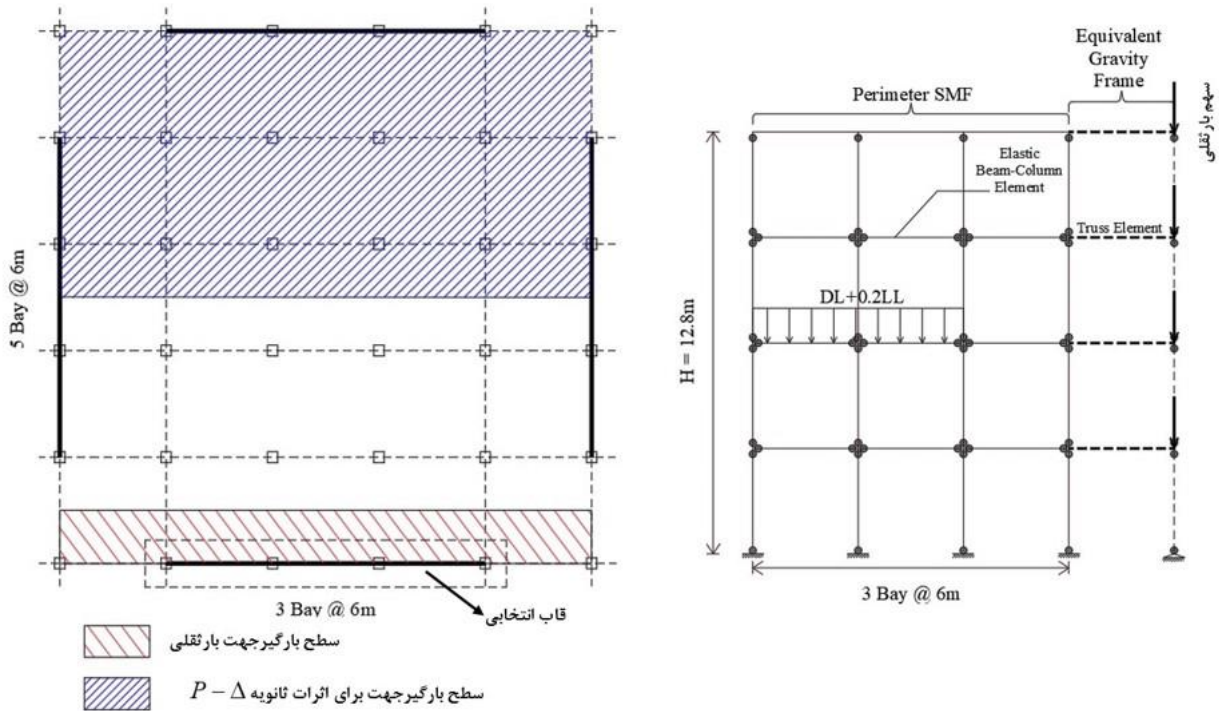 5 Bay @ 6m
3 Bay @ 6m
قاب انتخابی
سطح بارگیرجهت بارثقلی
سطح بارگیرجهت برای اثرات ثانویه P − Δ
Equivalent
Gravity
Frame
Perimeter SMF
سهم بارثقلی
Elastic
Beam-Column
Element
Truss Element
DL+0.2LL
H = 12.8m
3 Bay @ 6m